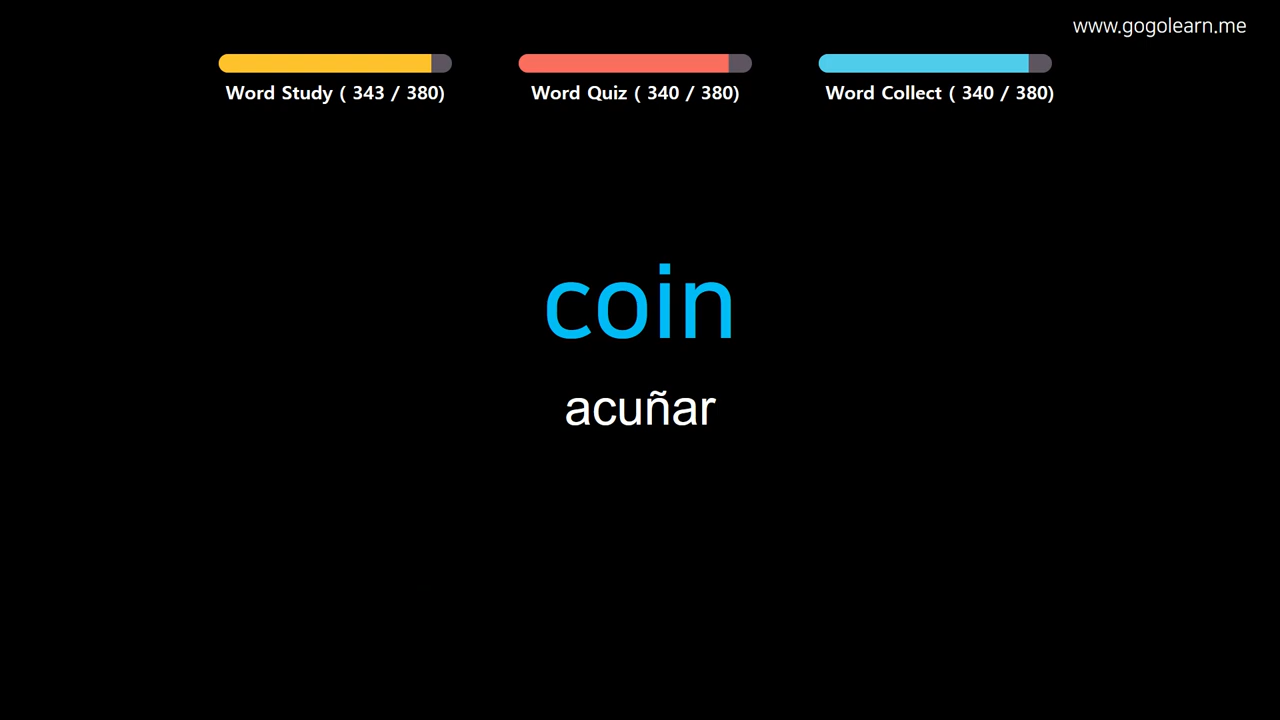 www.gogolearn.me
Word Study ( 343 / 380)
Word Quiz ( 340 / 380)
Word Collect ( 340 / 380)
coin
acuñar